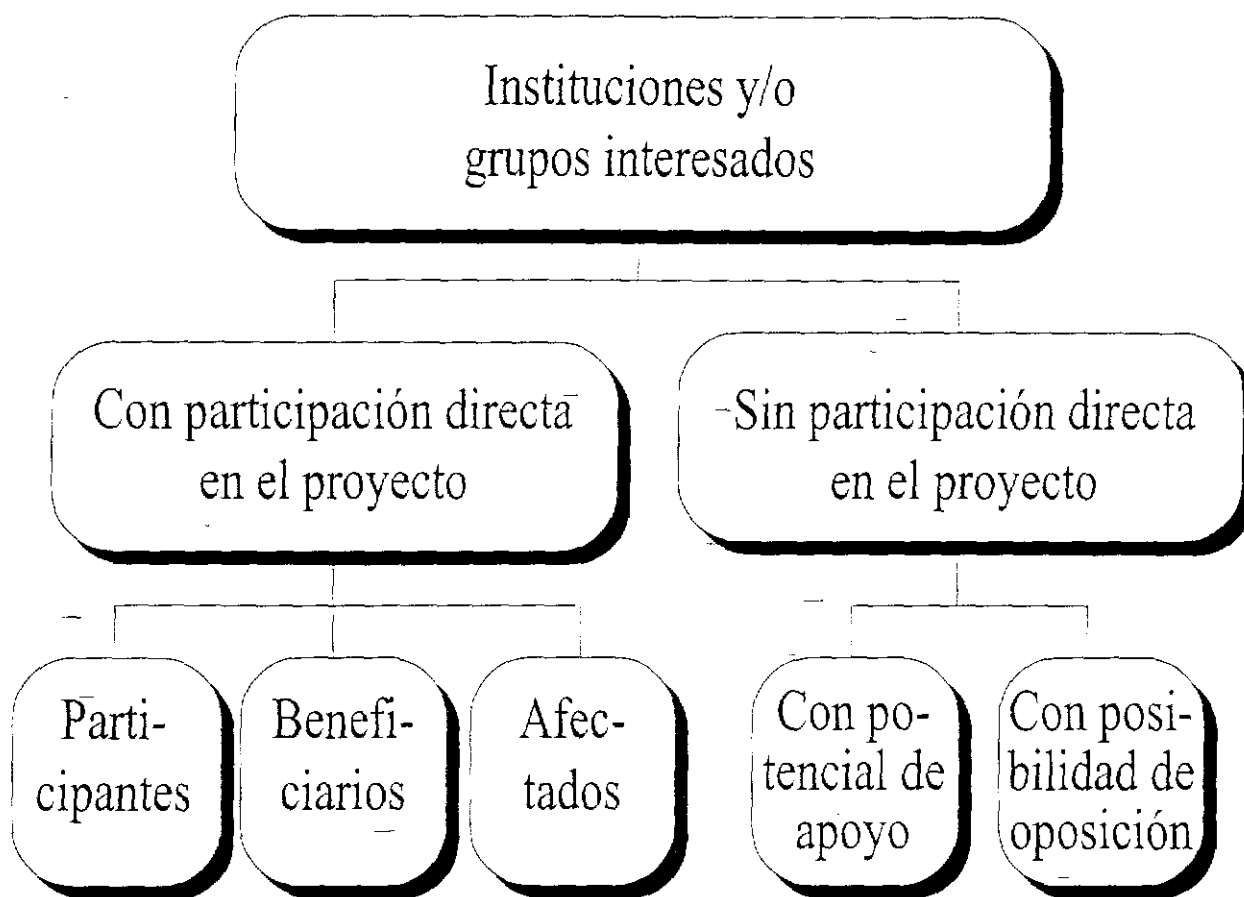 Instituciones y/o
grupos interesados
Con participación directa
en el proyecto
Sin participación directa
en el proyecto
Parti-
cipantes
Benefi-
ciarios
Afec-
tados
Con po-
tencial de
apoyo
Con posi-
bilidad de
oposición